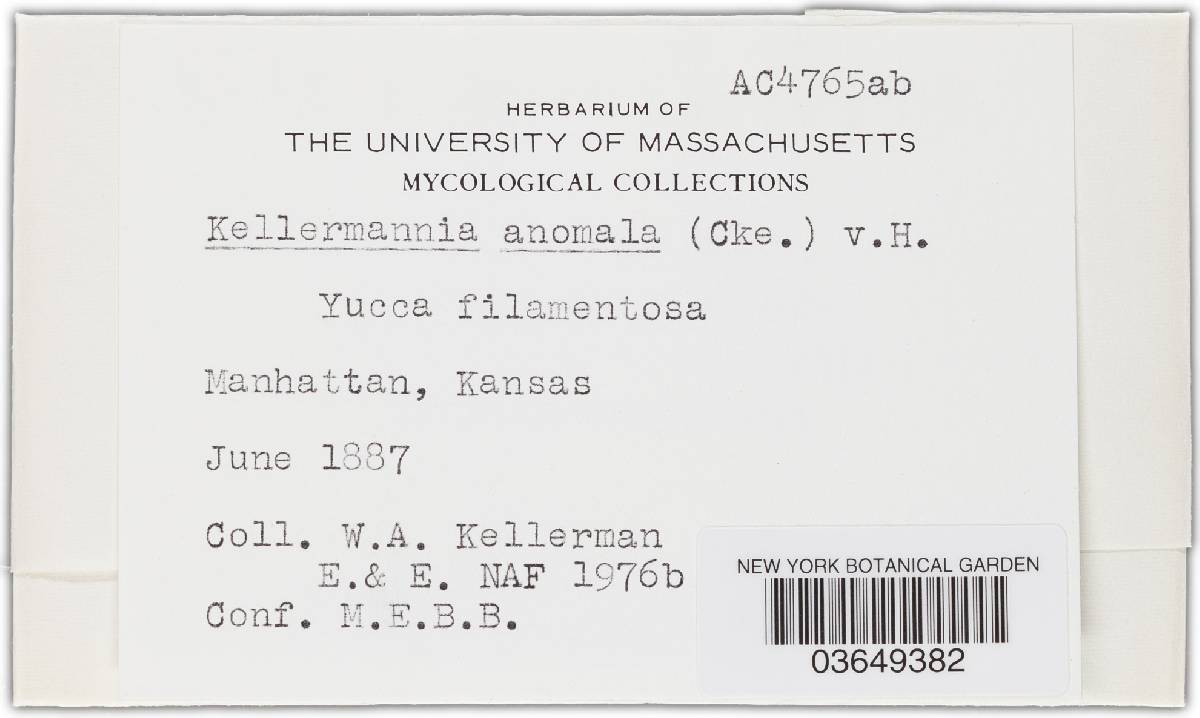 AC4765ab
HERBARIUM OF
THE UNIVERSITY OF MASSACHUSETTS
MYCOLOGICAL COLLECTIONS
Kellermannia anomala (Cke.) v.H.
Yucca filamentosa
Manhattan, Kansas
June 1887
Coll. W.A. Kellerman
E.& E. NAF 1976b
Conf. M.E.B.B.
NEW YORK BOTANICAL GARDEN
03649382